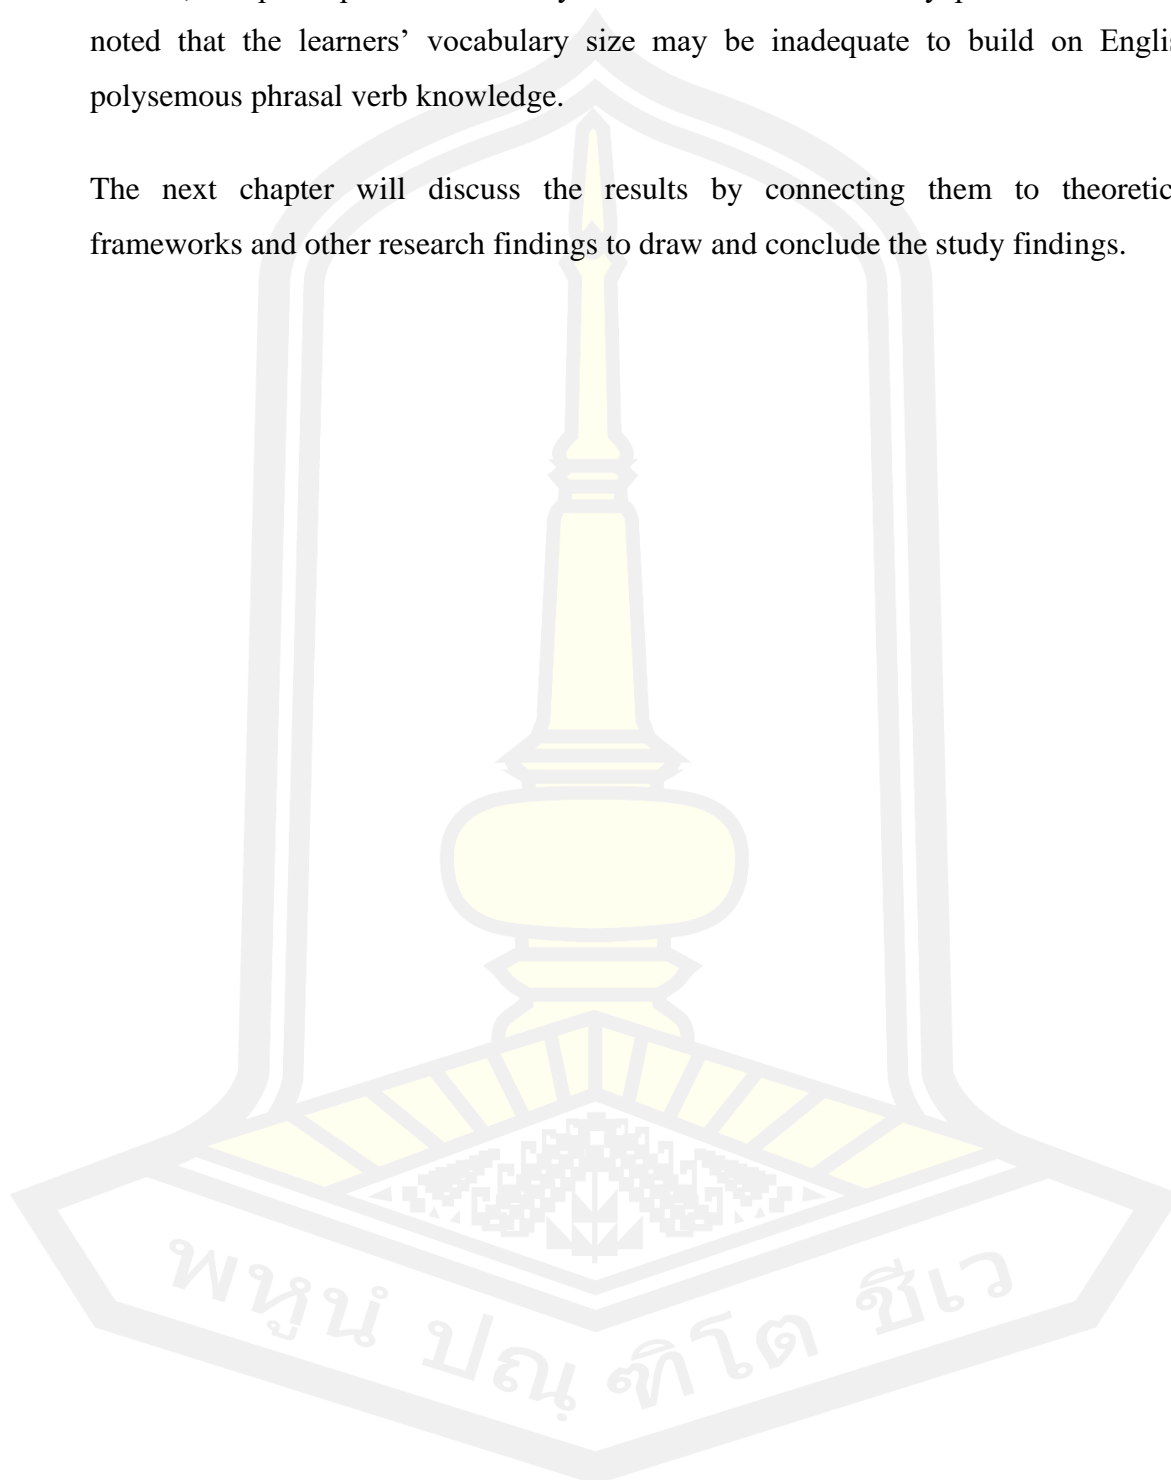 noted that the learners’ vocabulary size may be inadequate to build on
polysemous phrasal verb knowledge.
The next chapter will discuss the results by connecting them to
frameworks and other research findings to draw and conclude the study findings.
พหูนํ ปณฺ ฑิโต ชีเว